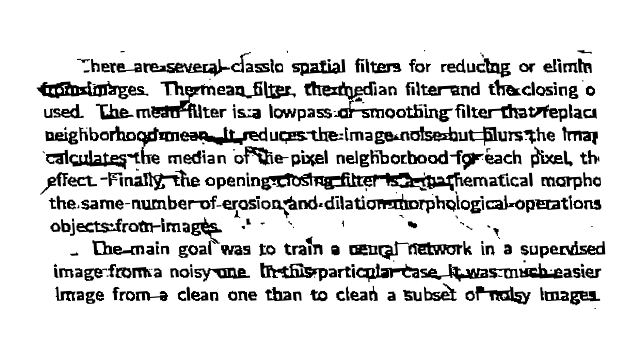 There are several classic spatial filters for reducing or elimin
from images. The mean filter, the median filter and the closing o
used. The mean filter is a lowpass or smoothing filter that replac
neighborhood mean. It reduces the image noise but blurs the imag
calculates the median of the pixel neighborhood for each pixel, th
effect. Finally, the opening closing filter is a mathematical morpho
the same number of erosion and dilation morphological operations
objects from images.
The main goal was to train a neural network in a supervised
image from a noisy one. In this particular case, it was much easier
image from a clean one than to clean a subset of noisy images.